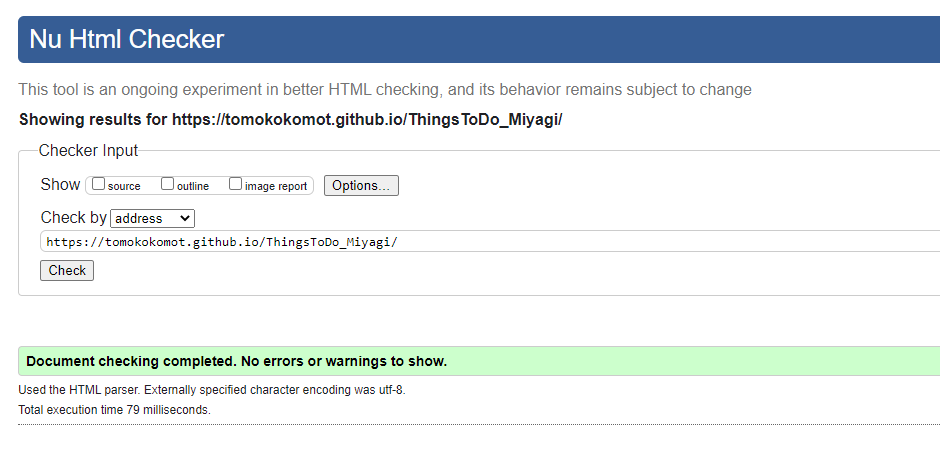 Nu Html Checker
This tool is an ongoing experiment in better HTML checking, and its behavior remains subject to change
Showing results for https://tomokokomot.github.io/ThingsToDo_Miyagi/
Checker Input
Show source outline image report Options...
Check by address
https://tomokokomot.github.io/ThingsToDo_Miyagi/
Check
Document checking completed. No errors or warnings to show.
Used the HTML parser. Externally specified character encoding was utf-8.
Total execution time 79 milliseconds.